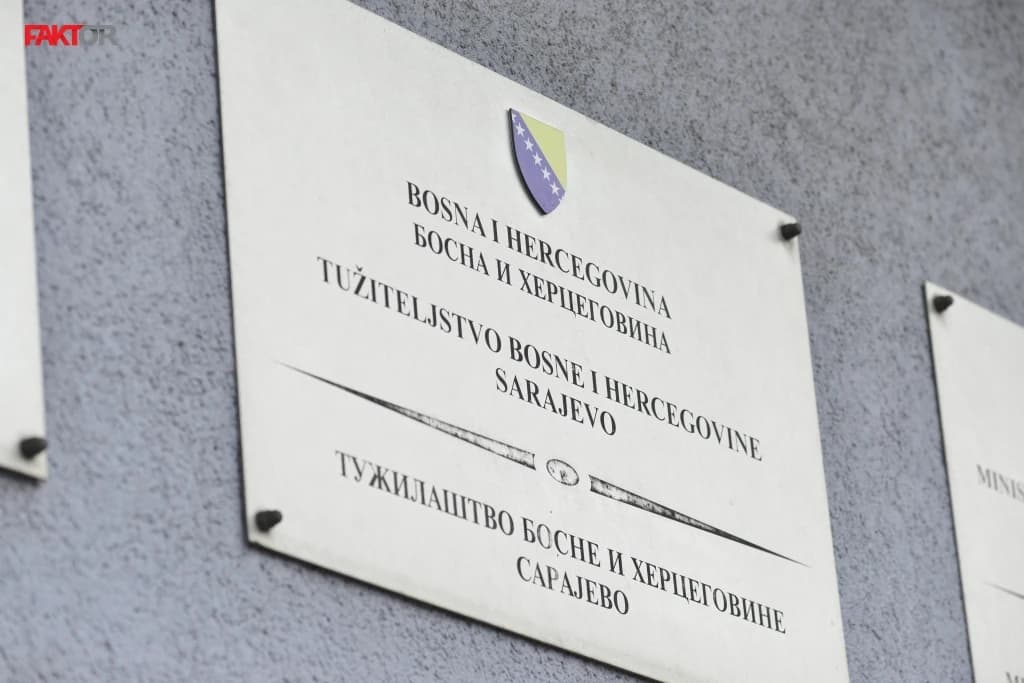 FAKTOR
BOSNA I HERCEGOVINA
БОСНА И ХЕРЦЕГОВИНА
TUŽITELJSTVO BOSNE I HERCEGOVINE
SARAJEVO
ТУЖИЛАШТВО БОСНЕ И ХЕРЦЕГОВИНЕ
САРАЈЕВО